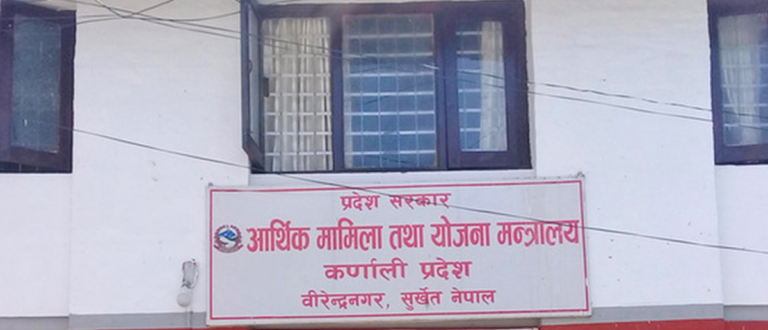 प्रदेश सरकार
आर्थिक मामिला तथा योजना मन्त्रालय
कर्णाली प्रदेश
वीरेन्द्रनगर, सुर्खेत नेपाल